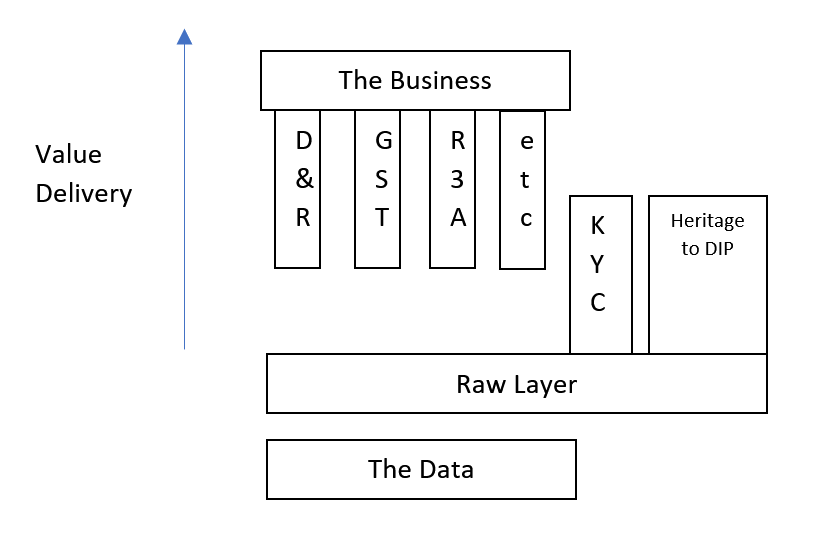 The Business
Value
Delivery
D
&
R
G
S
T
R
3
A
e
t
c
K
Y
C
Heritage
to DIP
Raw Layer
The Data